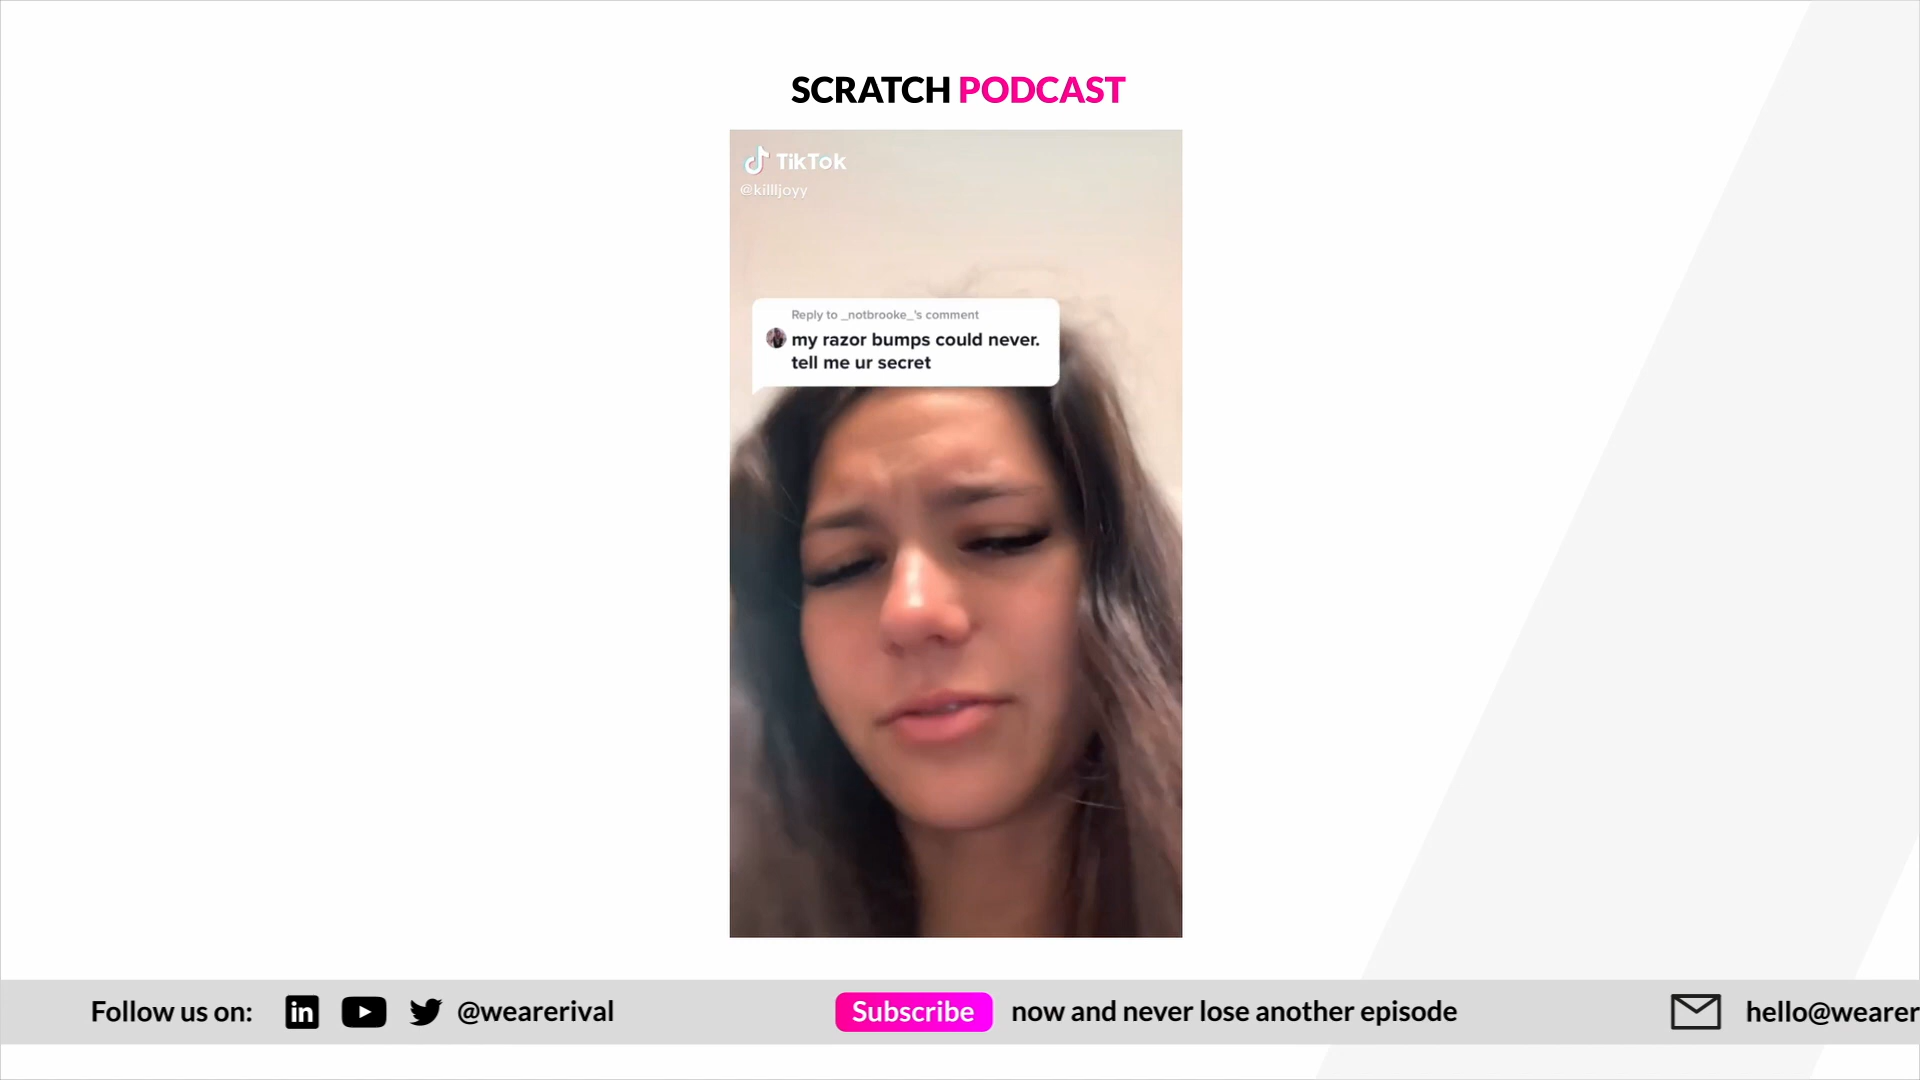 SCRATCH PODCAST
TikTok
@killljoyy
Reply to _notbrooke_'s comment
my razor bumps could never.
tell me ur secret
Follow us on: in @wearerival Subscribe now and never lose another episode hello@wearer